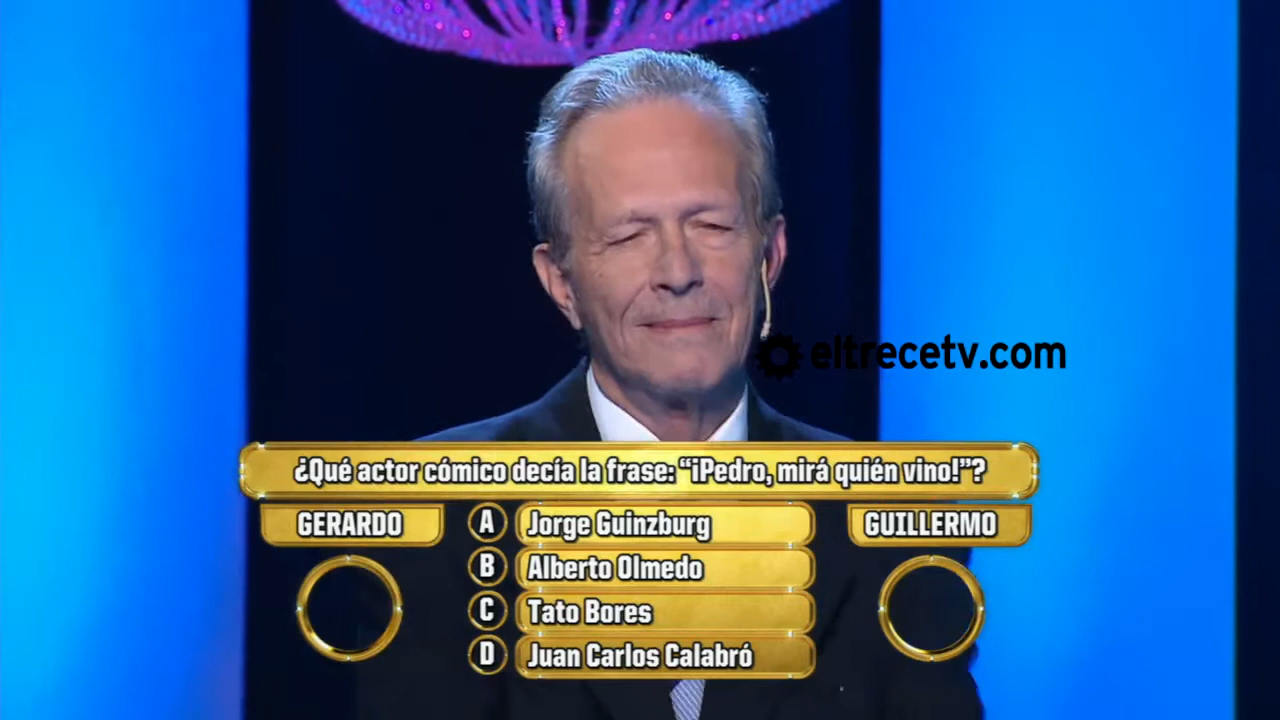 eltrecetv.com
¿Qué actor cómico decía la frase: “¡Pedro, mirá quién vino!”?
GERARDO
A Jorge Guinzburg
B Alberto Olmedo
C Tato Bores
D Juan Carlos Calabró
GUILLERMO